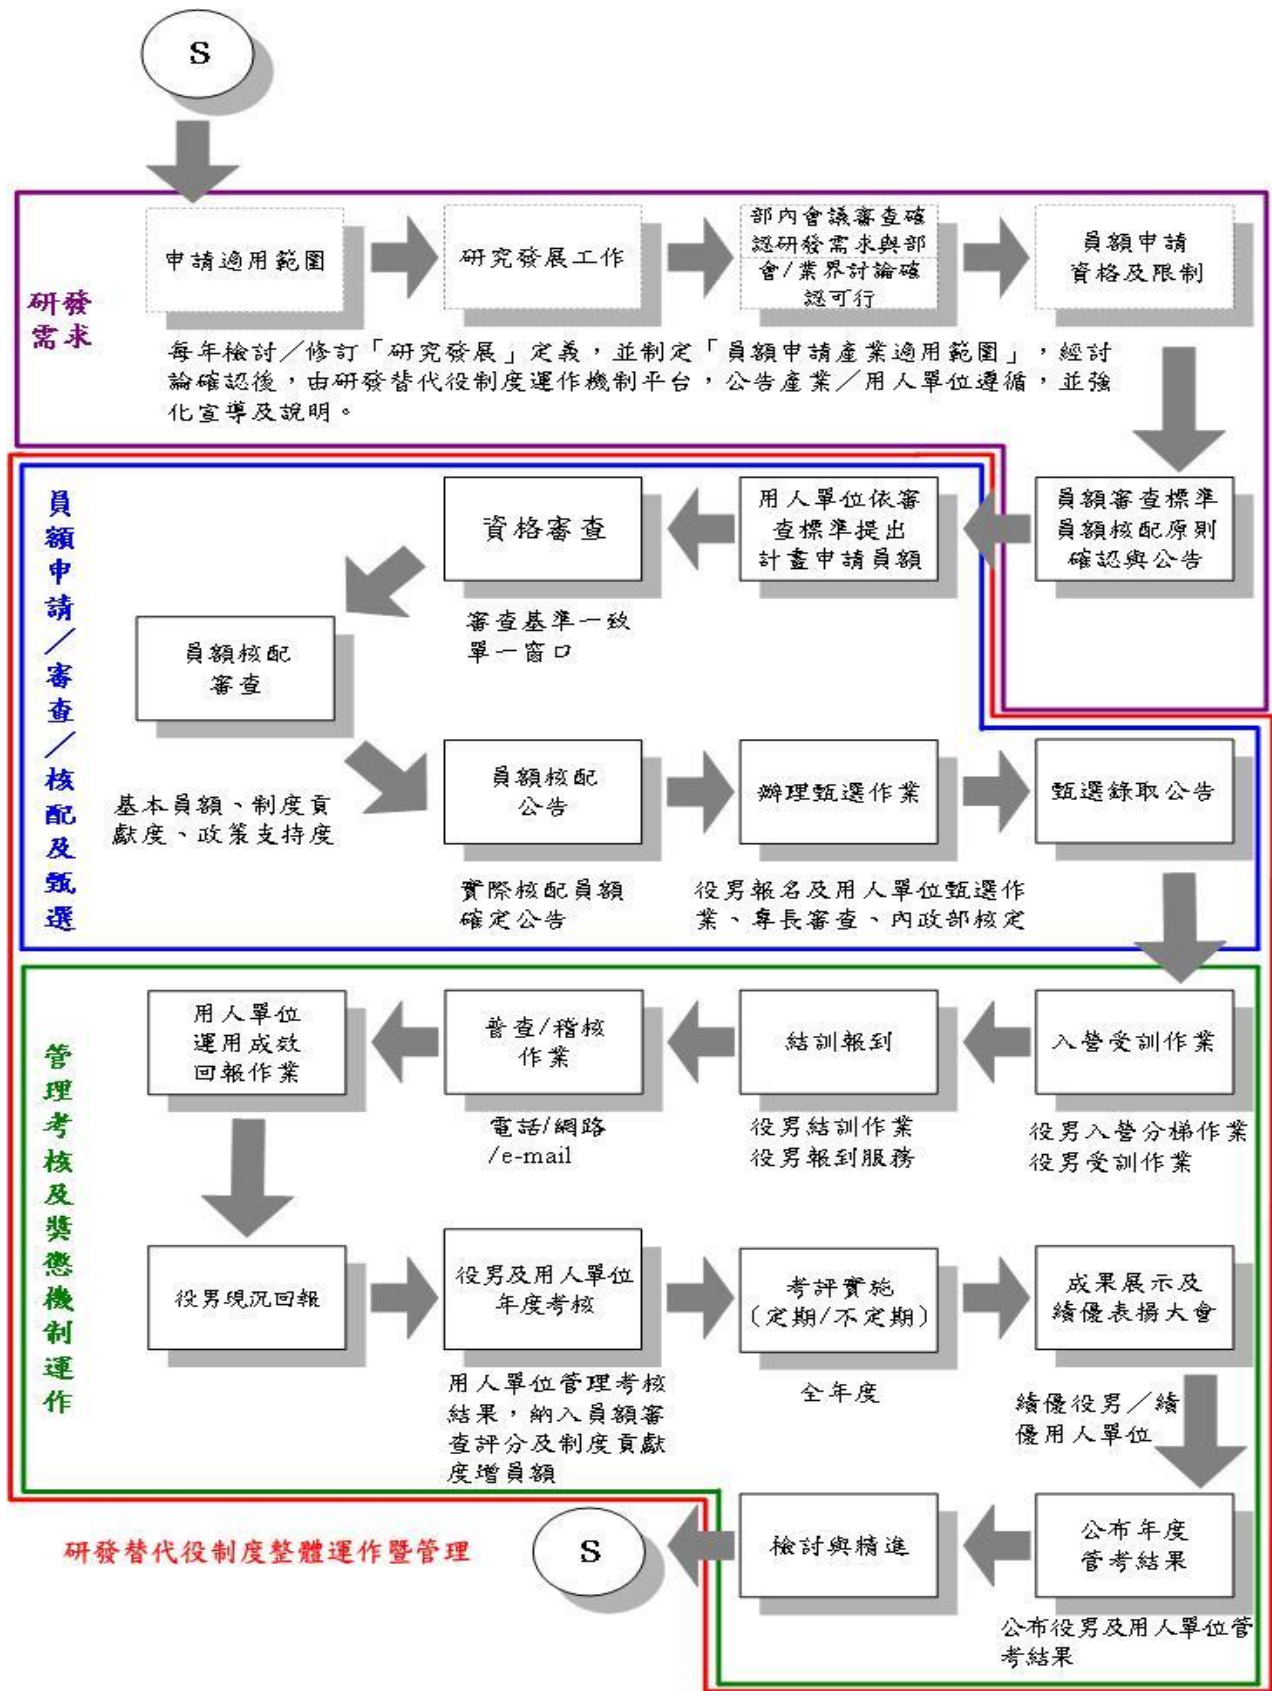 S
研發
需求
申請適用範圍
研究發展工作
部內會議審查確
認研發需求與部
會/業界討論確
認可行
員額申請
資格及限制
每年檢討／修訂「研究發展」定義，並制定「員額申請產業適用範圍」，經討
論確認後，由研發替代役制度運作機制平台，公告產業／用人單位遵循，並強
化宣導及說明。
員額審查標準
員額核配原則
確認與公告
員額申請／審查／核配及甄選
用人單位依審
查標準提出
計畫申請員額
資格審查
審查基準一致
單一窗口
員額核配
審查
基本員額、制度貢
獻度、政策支持度
員額核配
公告
實際核配員額
確定公告
辦理甄選作業
役男報名及用人單位甄選作
業、專長審查、內政部核定
甄選錄取公告
管理考核及獎懲機制運作
入營受訓作業
役男入營分梯作業
役男受訓作業
結訓報到
役男結訓作業
役男報到服務
普查/稽核
作業
電話/網路
/e-mail
用人單位
運用成效
回報作業
役男現況回報
役男及用人單位
年度考核
用人單位管理考核
結果，納入員額審
查評分及制度貢獻
度增員額
考評實施
(定期/不定期)
全年度
成果展示及
績優表揚大會
績優役男／績
優用人單位
公布年度
管考結果
公布役男及用人單位管
考結果
檢討與精進
S
研發替代役制度整體運作暨管理